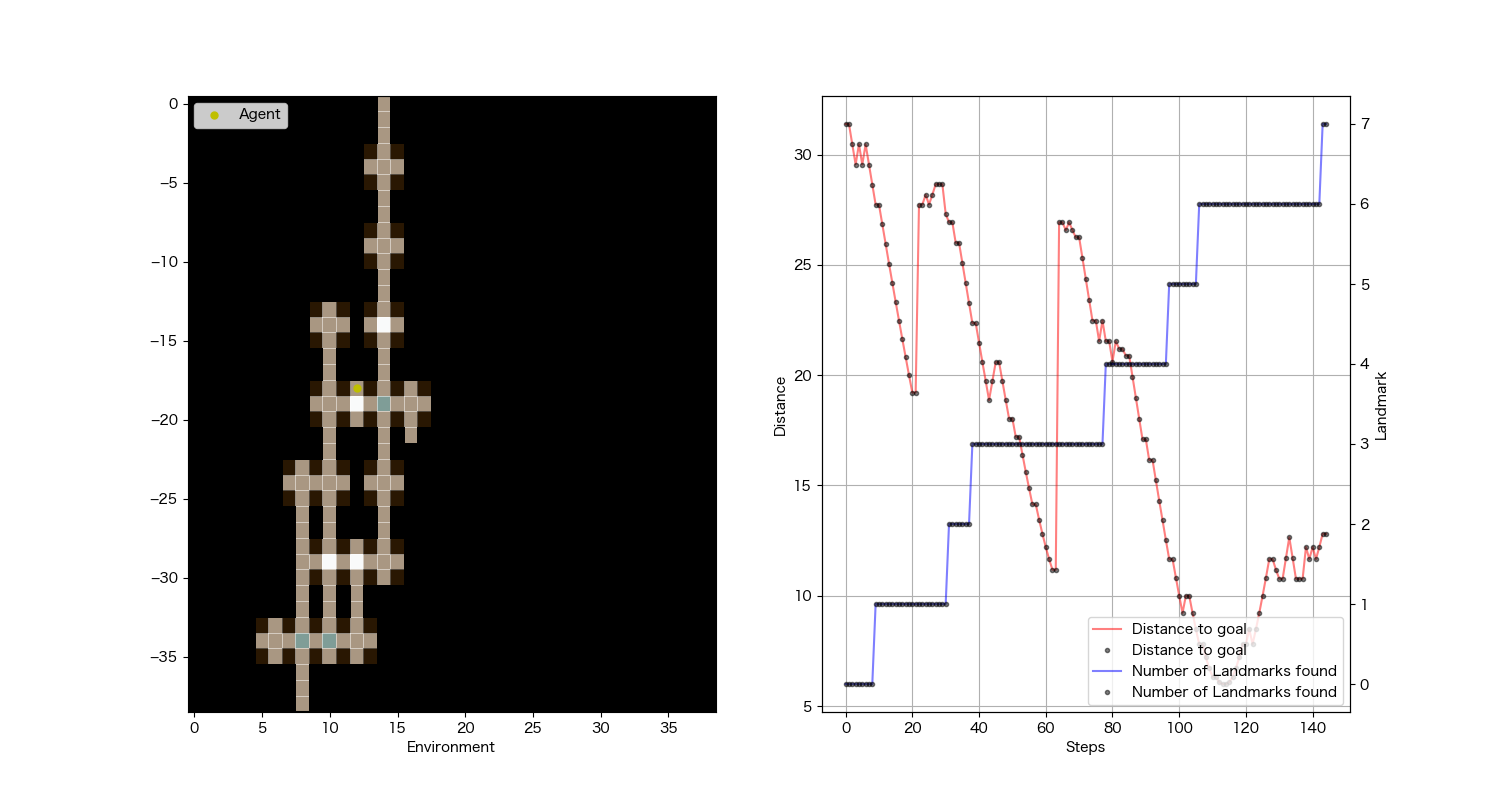 Agent
0
−5
−10
−15
−20
−25
−30
−35
0 5 10 15 20 25 30 35
Environment
30
25
20
15
10
5
Distance
7
6
5
4
3
2
1
0
Landmark
Distance to goal
Distance to goal
Number of Landmarks found
Number of Landmarks found
0 20 40 60 80 100 120 140
Steps